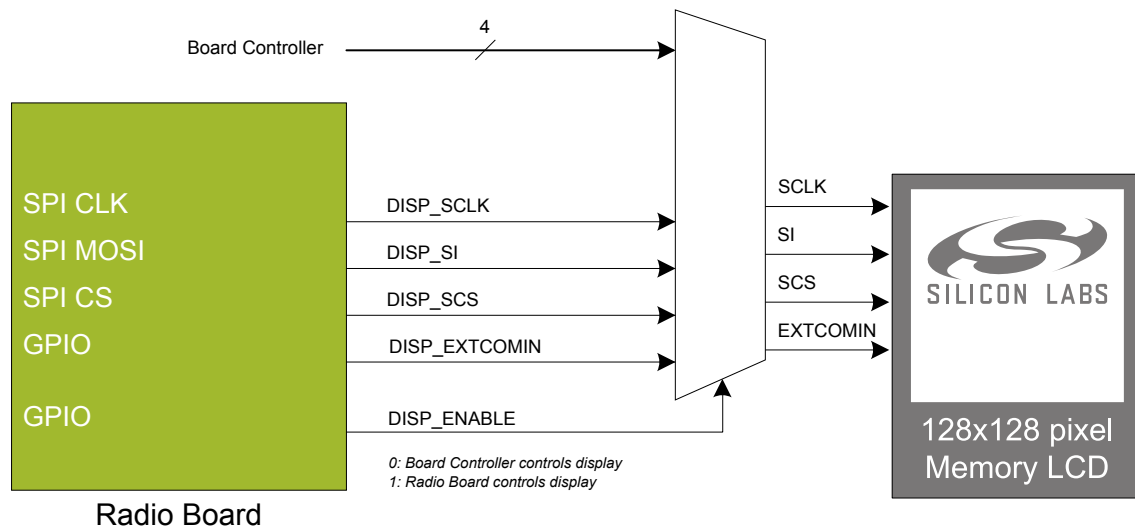 4
Board Controller
SPI CLK
SPI MOSI
SPI CS
GPIO
GPIO
Radio Board
DISP_SCLK
DISP_SI
DISP_SCS
DISP_EXTCOMIN
DISP_ENABLE
0: Board Controller controls display
1: Radio Board controls display
SCLK
SI
SCS
EXTCOMIN
SILICON LABS
128x128 pixel
Memory LCD